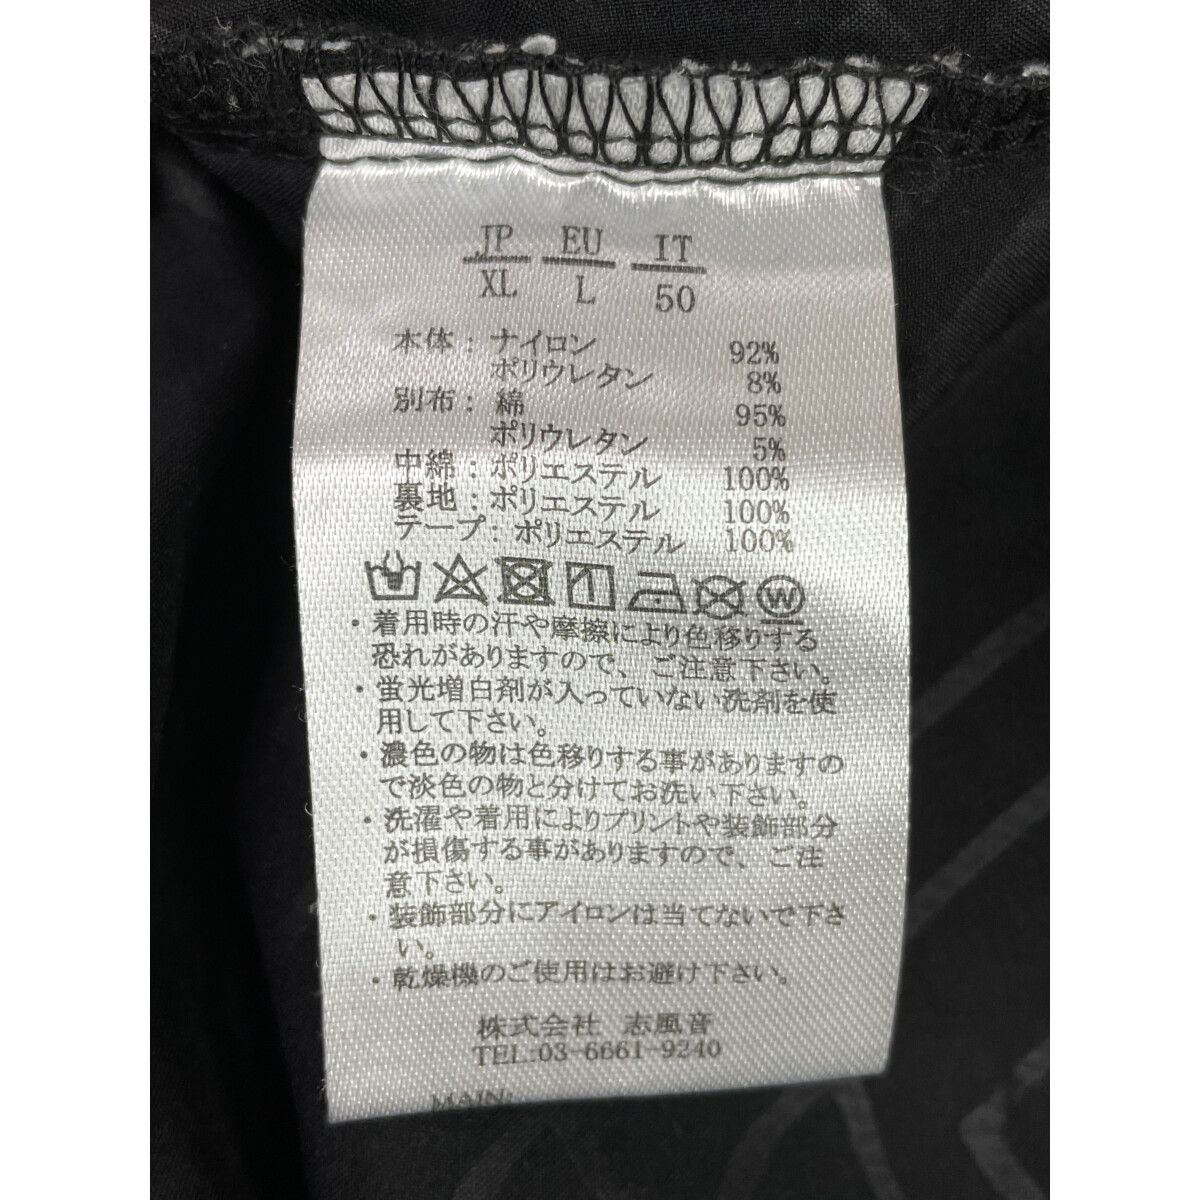 JP EU IT
XL L 50
本体：ナイロン 92%
ポリウレタン 8%
別布：綿 95%
ポリウレタン 5%
中綿：ポリエステル 100%
裏地：ポリエステル 100%
テープ：ポリエステル 100%
W
・着用時の汗や摩擦により色移りする
恐れがありますので、ご注意下さい。
・蛍光増白剤が入っていない洗剤を使
用して下さい。
・濃色の物は色移りする事がありますの
で淡色の物と分けてお洗い下さい。
・洗濯や着用によりプリントや装飾部分
が損傷する事がありますので、ご注
意下さい。
・装飾部分にアイロンは当てないで下さ
い。
・乾燥機のご使用はお避け下さい。
株式会社 志風音
TEL:03-6661-9240
MAIN: